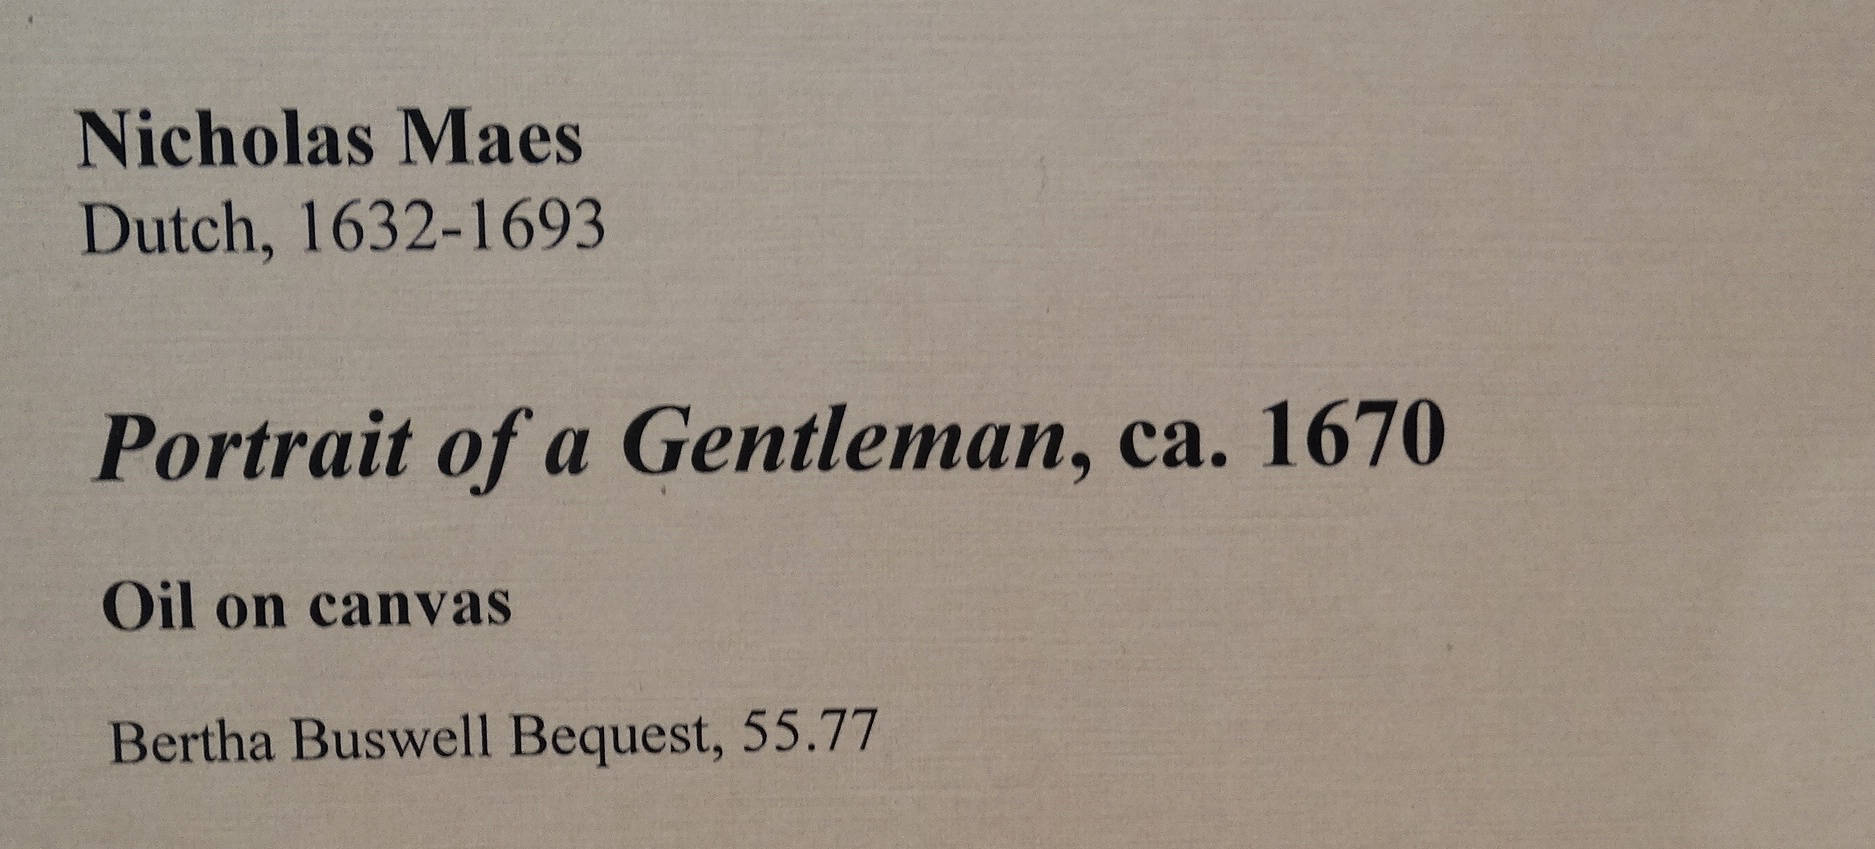 Nicholas Maes
Dutch, 1632-1693
Portrait of a Gentleman, ca. 1670
Oil on canvas
Bertha Buswell Bequest, 55.77